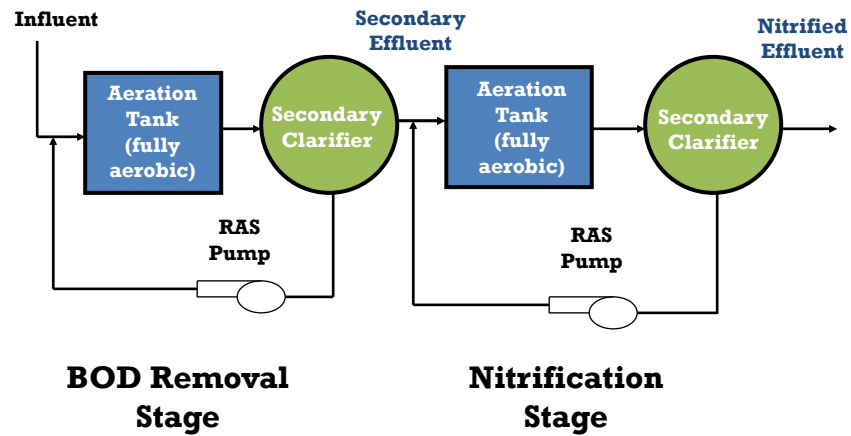 Influent
Aeration
Tank
(fully
aerobic)
Secondary
Clarifier
RAS
Pump
BOD Removal
Stage
Secondary
Effluent
Aeration
Tank
(fully
aerobic)
Secondary
Clarifier
Nitrified
Effluent
RAS
Pump
Nitrification
Stage